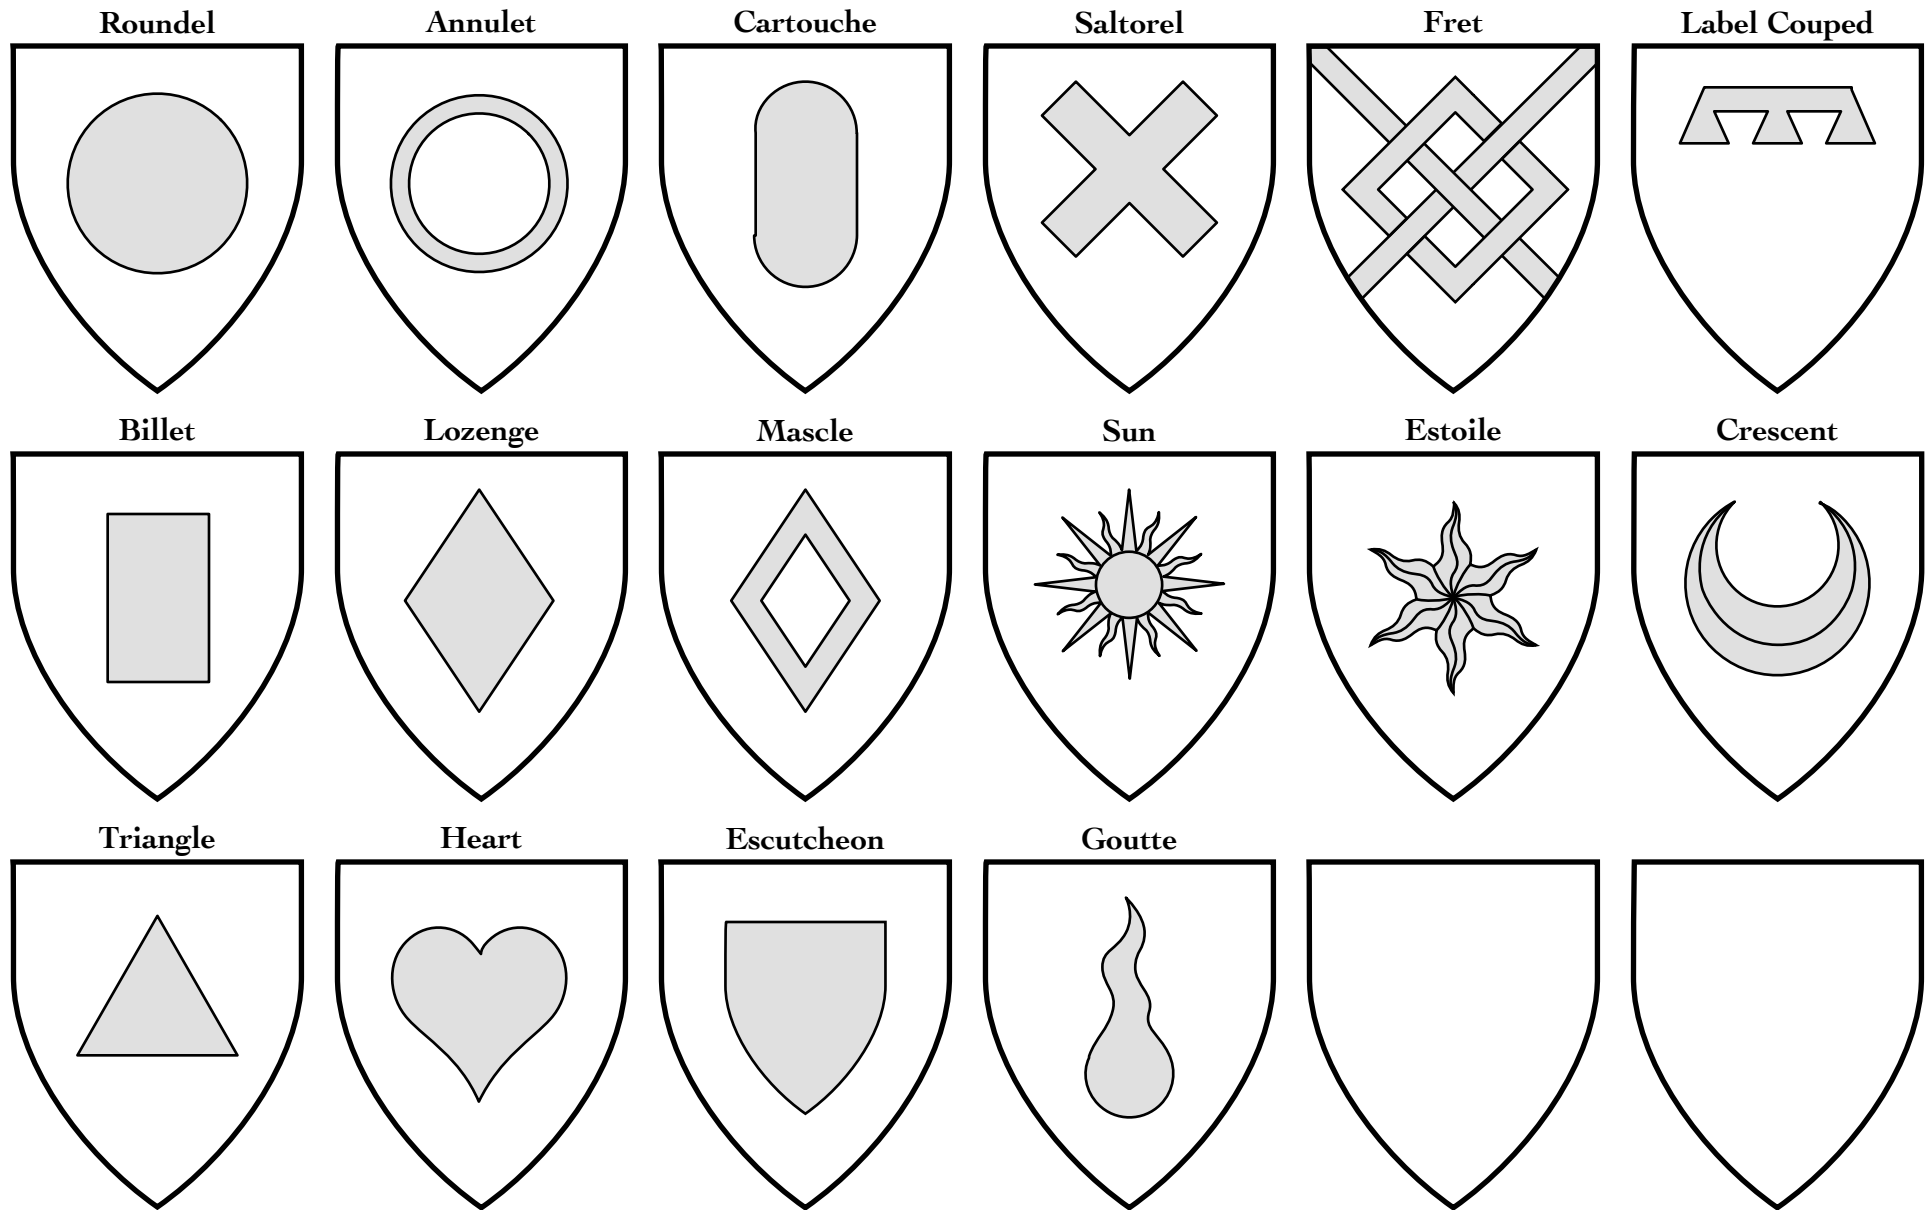 Roundel
Annulet
Cartouche
Saltorel
Fret
Label Couped
Billet
Lozenge
Mascle
Sun
Estoile
Crescent
Triangle
Heart
Escutcheon
Goutte